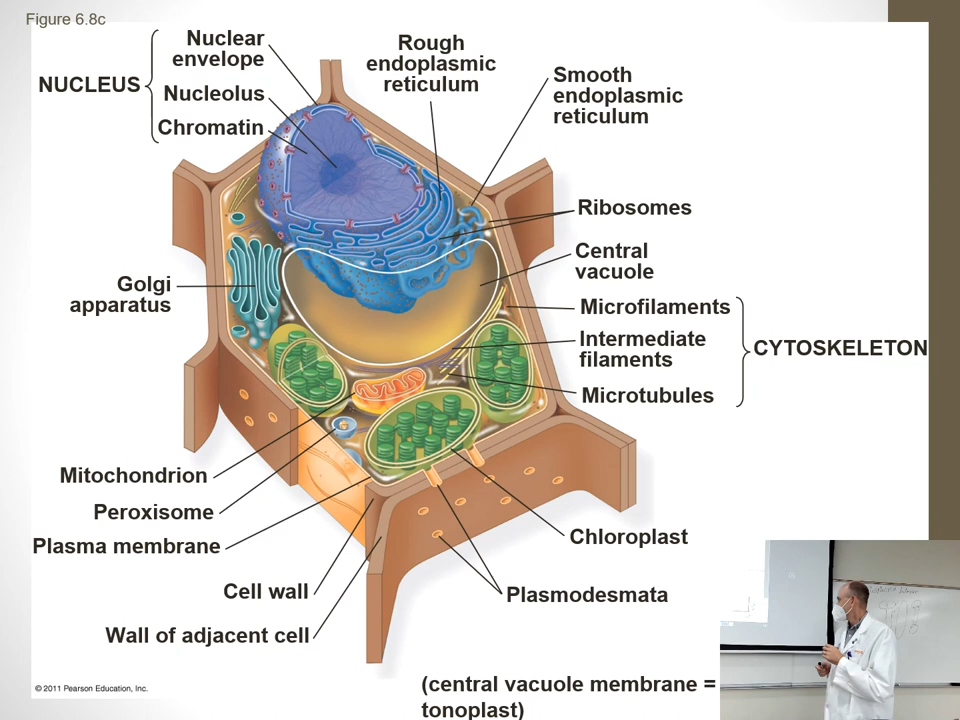 Figure 6.8c
NUCLEUS
Nuclear
envelope
Nucleolus
Chromatin
Rough
endoplasmic
reticulum
Smooth
endoplasmic
reticulum
Ribosomes
Central
vacuole
Microfilaments
Intermediate
filaments
Microtubules
CYTOSKELETON
Golgi
apparatus
Mitochondrion
Peroxisome
Plasma membrane
Cell wall
Wall of adjacent cell
Chloroplast
Plasmodesmata
© 2011 Pearson Education, Inc.
(central vacuole membrane =
tonoplast)